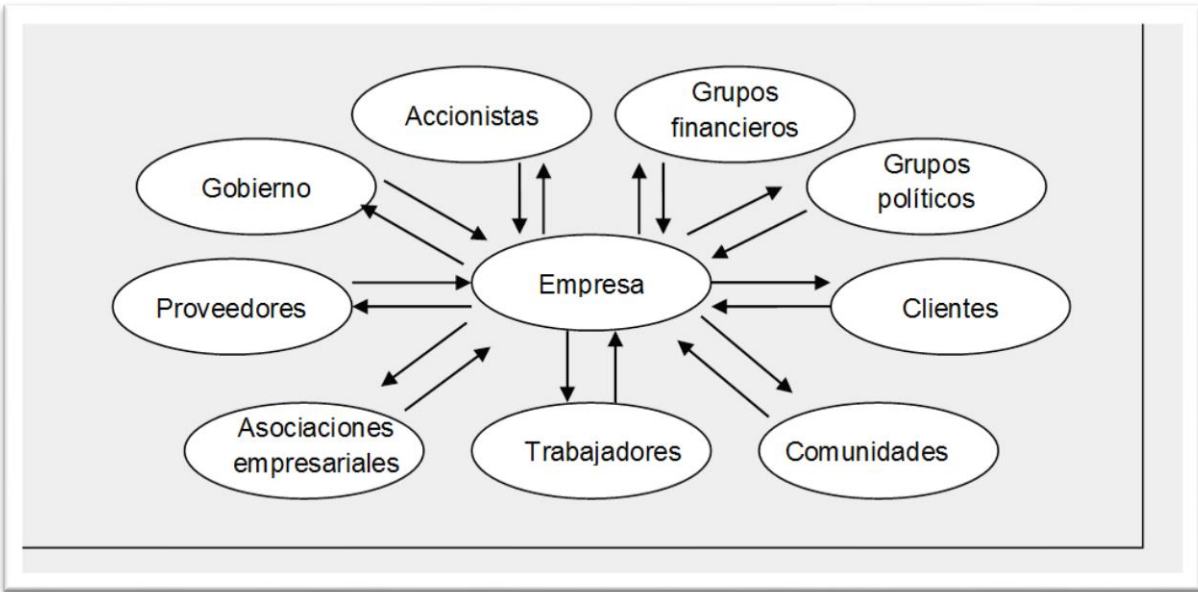 Accionistas
Grupos
financieros
Gobierno
Grupos
políticos
Empresa
Proveedores
Clientes
Asociaciones
empresariales
Trabajadores
Comunidades